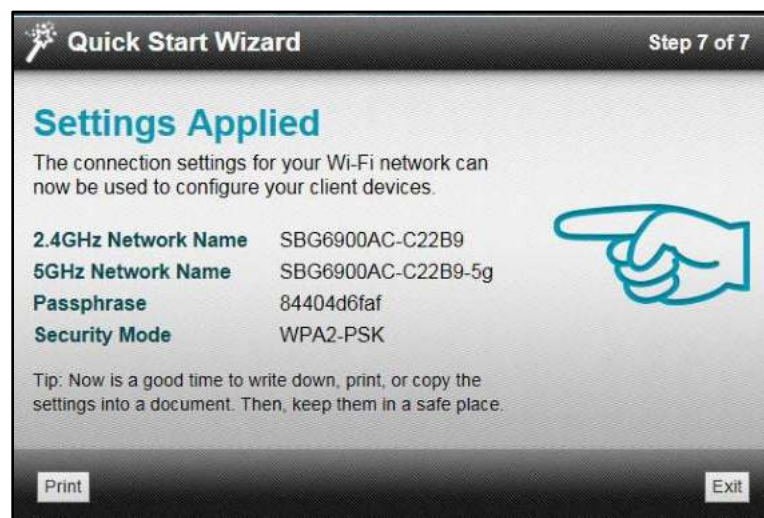 Quick Start Wizard Step 7 of 7
Settings Applied
The connection settings for your Wi-Fi network can
now be used to configure your client devices.
2.4GHz Network Name SBG6900AC-C22B9
5GHz Network Name SBG6900AC-C22B9-5g
Passphrase 84404d6faf
Security Mode WPA2-PSK
Tip: Now is a good time to write down, print, or copy the
settings into a document. Then, keep them in a safe place.
Print Exit